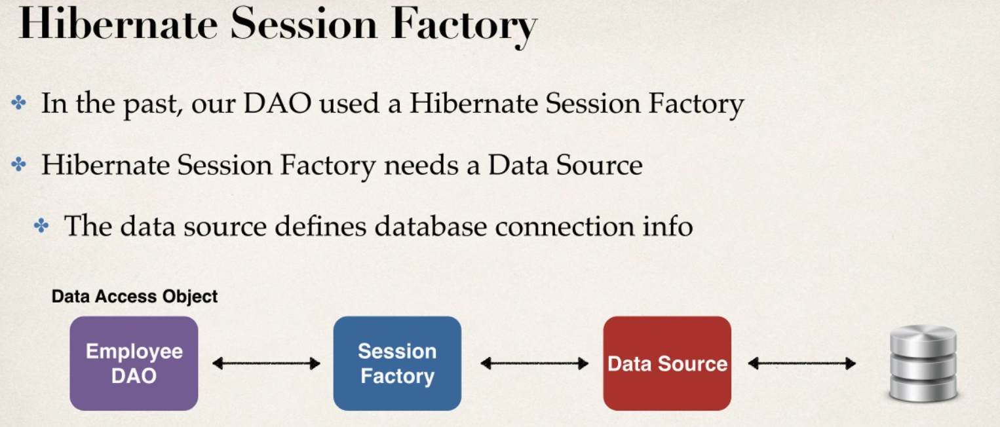 Hibernate Session Factory
In the past, our DAO used a Hibernate Session Factory
Hibernate Session Factory needs a Data Source
The data source defines database connection info
Data Access Object
Employee
DAO
Session
Factory
Data Source